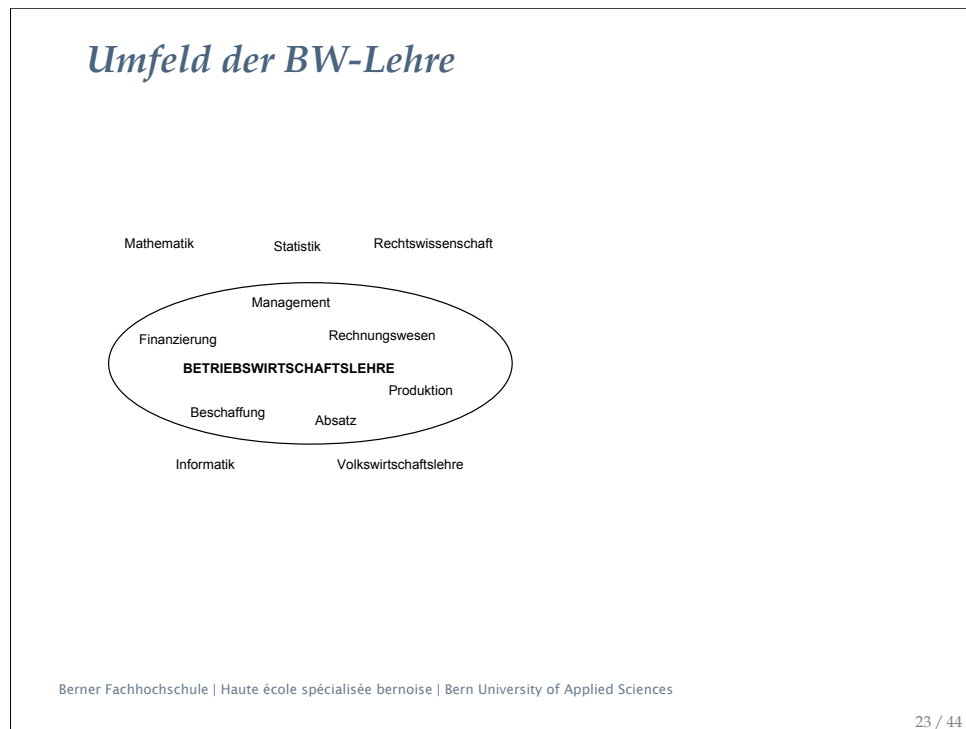 Umfeld der BW-Lehre
Mathematik Statistik Rechtswissenschaft
Management
Finanzierung Rechnungswesen
BETRIEBSWIRTSCHAFTSLEHRE
Produktion
Beschaffung Absatz
Informatik Volkswirtschaftslehre
Berner Fachhochschule | Haute école spécialisée bernoise | Bern University of Applied Sciences
23 / 44